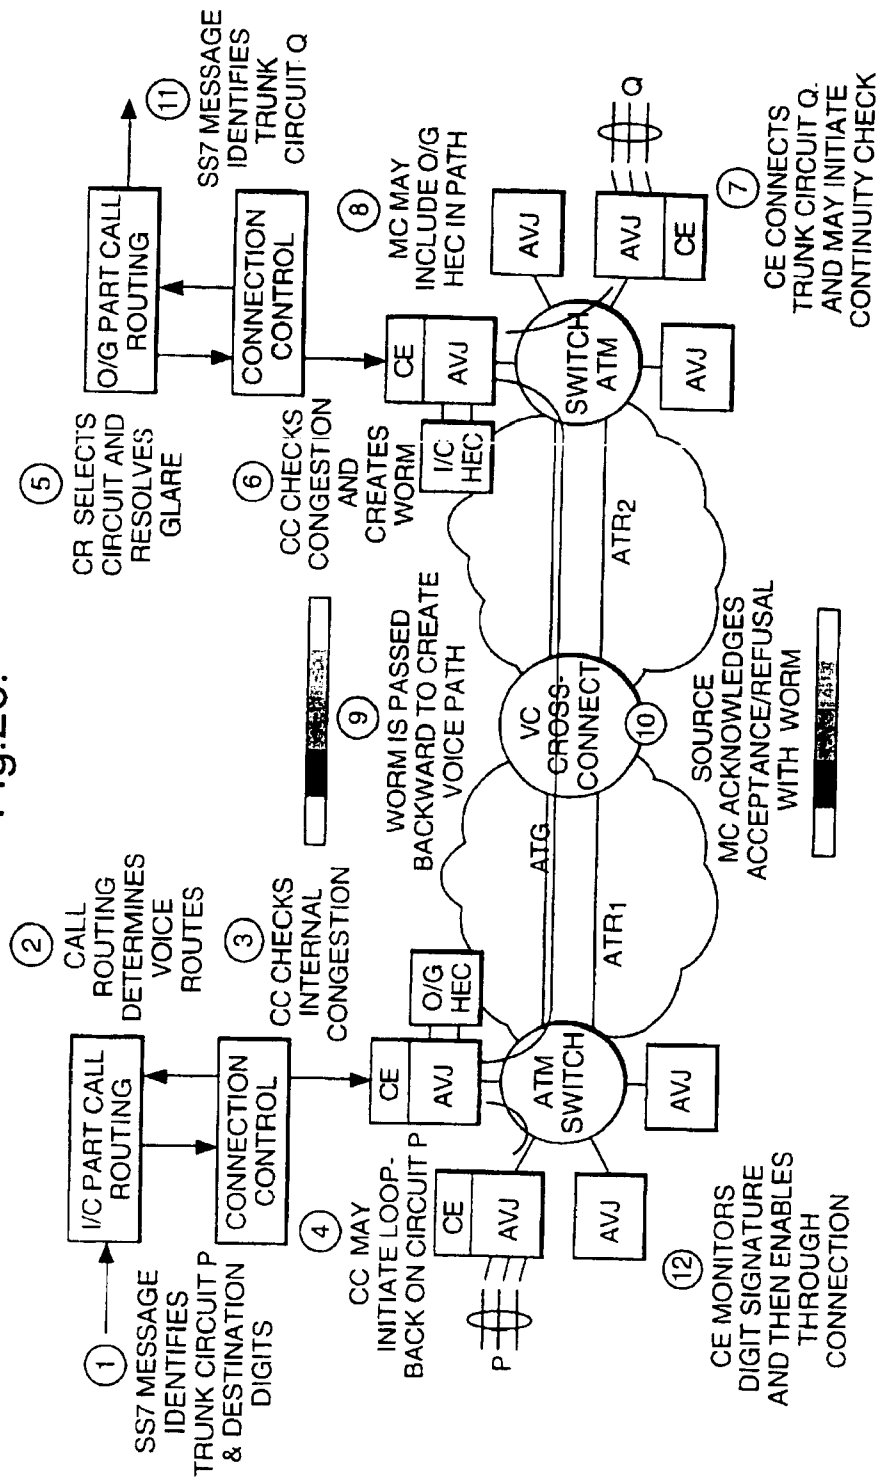 1
SS7 MESSAGE
IDENTIFIES
TRUNK CIRCUIT P
& DESTINATION
DIGITS
I/C PART CALL
ROUTING
2
CALL
ROUTING
DETERMINES
VOICE
ROUTES
CONNECTION
CONTROL
3
CC CHECKS
INTERNAL
CONGESTION
4
CC MAY
INITIATE LOOP-
BACK ON CIRCUIT P
CE
AVJ
O/G
HEC
P
CE
AVJ
AVJ
ATM
SWITCH
AVJ
12
CE MONITORS
DIGIT SIGNATURE
AND THEN ENABLES
THROUGH
CONNECTION
ATG
ATR1
9
WORM IS PASSED
BACKWARD TO CREATE
VOICE PATH
VC
CROSS-
CONNECT
10
SOURCE
MC ACKNOWLEDGES
ACCEPTANCE/REFUSAL
WITH WORM
ATR2
5
CR SELECTS
CIRCUIT AND
RESOLVES
GLARE
O/G PART CALL
ROUTING
11
SS7 MESSAGE
IDENTIFIES
TRUNK
CIRCUIT Q
6
CC CHECKS
CONGESTION
AND
CREATES
WORM
CONNECTION
CONTROL
8
MC MAY
INCLUDE O/G
HEC IN PATH
I/C
HEC
CE
AVJ
SWITCH
ATM
AVJ
AVJ
AVJ
CE
Q
7
CE CONNECTS
TRUNK CIRCUIT Q.
AND MAY INITIATE
CONTINUITY CHECK